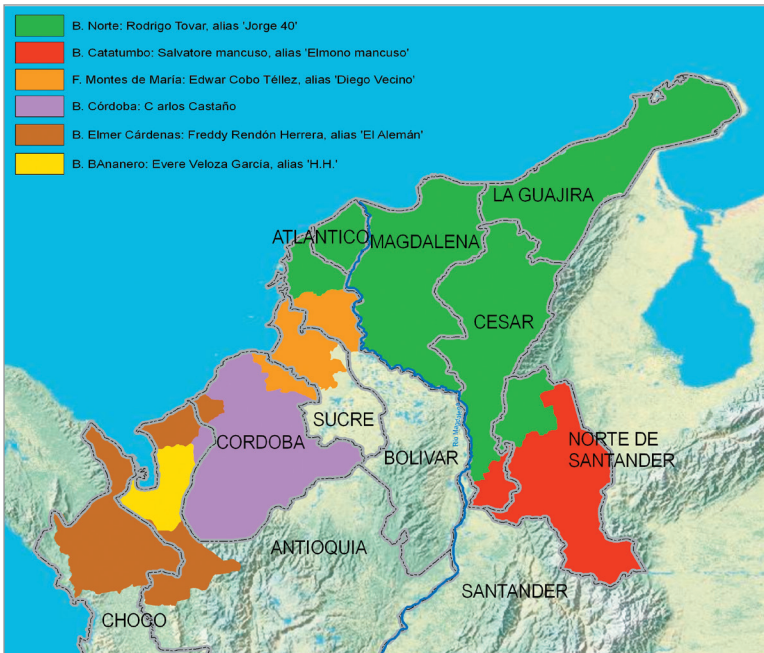 B. Norte: Rodrigo Tovar, alias 'Jorge 40'
B. Catatumbo: Salvatore mancuso, alias 'Elmono mancuso'
F. Montes de María: Edwar Cobo Téllez, alias 'Diego Vecino'
B. Córdoba: C arlos Castaño
B. Elmer Cárdenas: Freddy Rendón Herrera, alias 'El Alemán'
B. BAnanero: Evere Veloza Garcia, alias 'H.H.'
LA GUAJIRA
ATLANTICO
MAGDALENA
CESAR
SUCRE
CORDOBA
BOLIVAR
NORTE DE
SANTANDER
ANTIOQUIA
SANTANDER
CHOCO